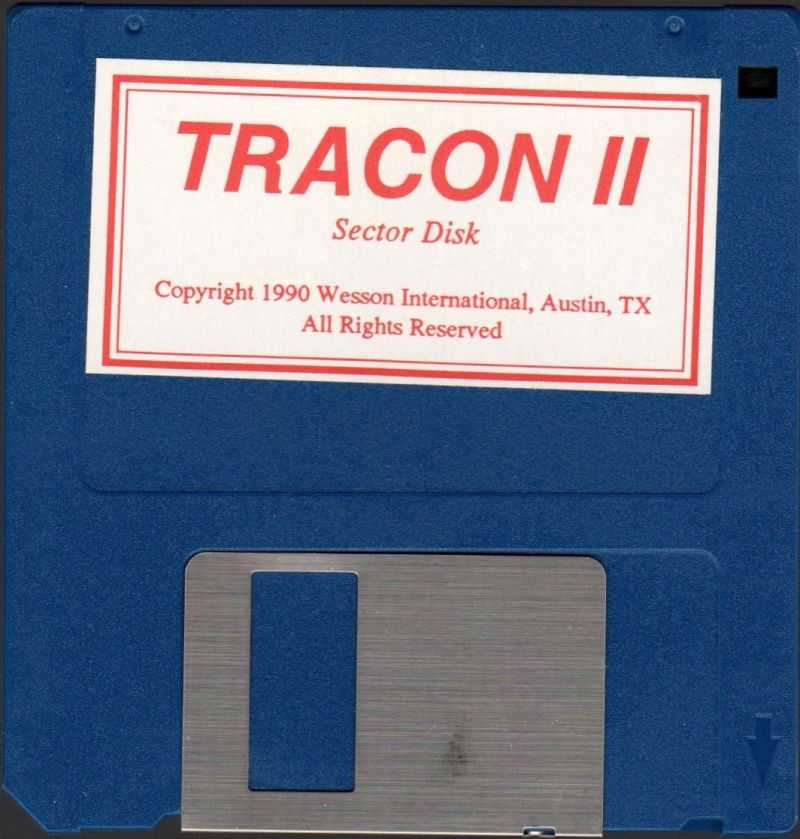 TRACON II
Sector Disk
Copyright 1990 Wesson International, Austin, TX
All Rights Reserved